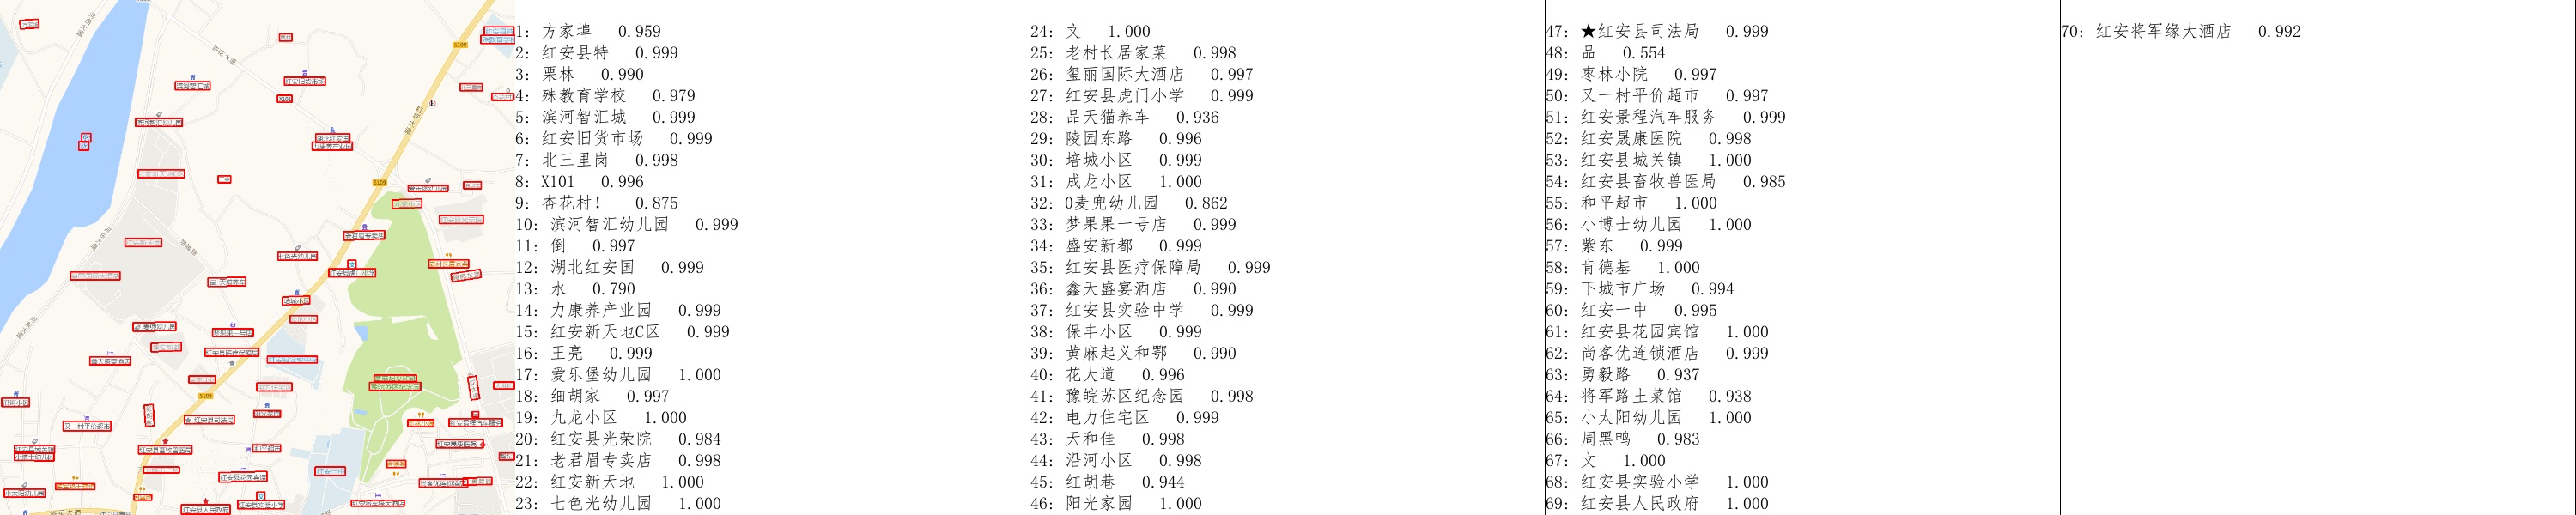 1: 方家埠 0.959
2: 红安县特 0.999
3: 栗林 0.990
4: 殊教育学校 0.979
5: 滨河智汇城 0.999
6: 红安旧货市场 0.999
7: 北三里岗 0.998
8: X101 0.996
9: 杏花村! 0.875
10: 滨河智汇幼儿园 0.999
11: 倒 0.997
12: 湖北红安国 0.999
13: 水 0.790
14: 力康养产业园 0.999
15: 红安新天地C区 0.999
16: 王亮 0.999
17: 爱乐堡幼儿园 1.000
18: 细胡家 0.997
19: 九龙小区 1.000
20: 红安县光荣院 0.984
21: 老君眉专卖店 0.998
22: 红安新天地 1.000
23: 七色光幼儿园 1.000
24: 文 1.000
25: 老村长居家菜 0.998
26: 玺丽国际大酒店 0.997
27: 红安县虎门小学 0.999
28: 品天猫养车 0.936
29: 陵园东路 0.996
30: 培城小区 0.999
31: 成龙小区 1.000
32: 0麦兜幼儿园 0.862
33: 梦果果一号店 0.999
34: 盛安新都 0.999
35: 红安县医疗保障局 0.999
36: 鑫天盛宴酒店 0.990
37: 红安县实验中学 0.999
38: 保丰小区 0.999
39: 黄麻起义和鄂 0.990
40: 花大道 0.996
41: 豫皖苏区纪念园 0.998
42: 电力住宅区 0.999
43: 天和佳 0.998
44: 沿河小区 0.998
45: 红胡巷 0.944
46: 阳光家园 1.000
47: ★红安县司法局 0.999
48: 品 0.554
49: 枣林小院 0.997
50: 又一村平价超市 0.997
51: 红安景程汽车服务 0.999
52: 红安晟康医院 0.998
53: 红安县城关镇 1.000
54: 红安县畜牧兽医局 0.985
55: 和平超市 1.000
56: 小博士幼儿园 1.000
57: 紫东 0.999
58: 肯德基 1.000
59: 下城市广场 0.994
60: 红安一中 0.995
61: 红安县花园宾馆 1.000
62: 尚客优连锁酒店 0.999
63: 勇毅路 0.937
64: 将军路土菜馆 0.938
65: 小太阳幼儿园 1.000
66: 周黑鸭 0.983
67: 文 1.000
68: 红安县实验小学 1.000
69: 红安县人民政府 1.000
70: 红安将军缘大酒店 0.992